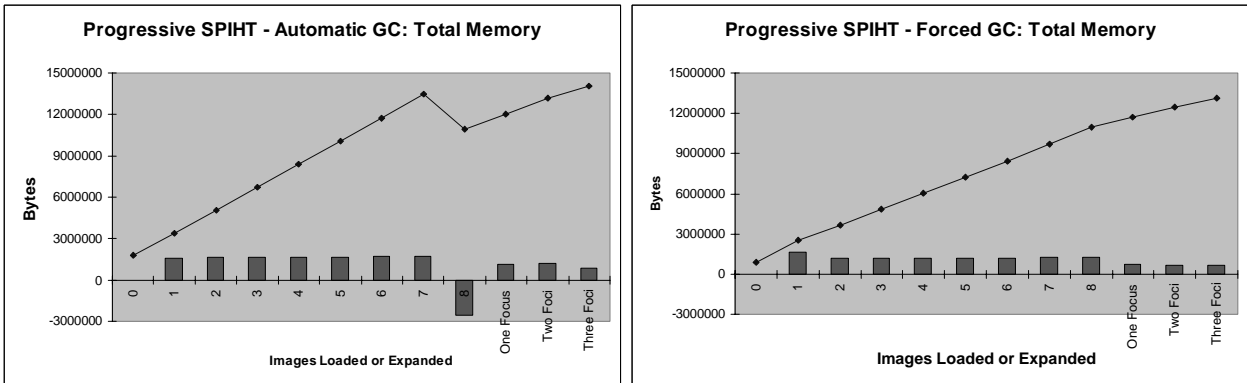 Progressive SPIHT - Automatic GC: Total Memory
Bytes
15000000
12000000
9000000
6000000
3000000
0
-3000000
0
1
2
3
4
5
6
7
8
One Focus
Two Foci
Three Foci
Images Loaded or Expanded
Progressive SPIHT - Forced GC: Total Memory
Bytes
15000000
12000000
9000000
6000000
3000000
0
-3000000
0
1
2
3
4
5
6
7
8
One Focus
Two Foci
Three Foci
Images Loaded or Expanded